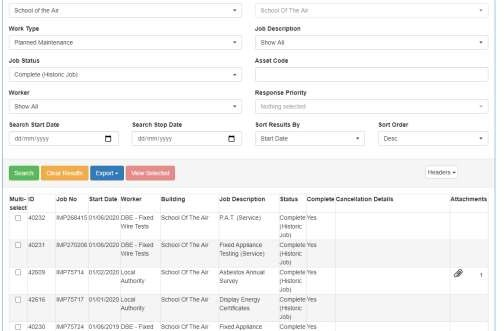 School of the Air School Of The Air
Work Type Job Description
Planned Maintenance Show All
Job Status Asset Code
Complete (Historic Job)
Worker Response Priority
Show All Nothing selected
Search Start Date Search Stop Date Sort Results By Sort Order
dd/mm/yyyy dd/mm/yyyy Start Date Desc
Search Clear Results Export View Selected Headers
Multi- ID Job No Start Date Worker Building Job Description Status Complete Cancellation Details Attachments
select
40232 IMP268415 01/06/2020 DBE - Fixed School Of The Air P.A.T. (Service) Complete Yes
Wire Tests (Historic
Job)
40231 IMP270206 01/06/2020 DBE - Fixed School Of The Air Fixed Appliance Complete Yes
Wire Tests Testing (Service) (Historic
Job)
42609 IMP75714 01/02/2020 Local School Of The Air Asbestos Annual Complete Yes 1
Authority Survey (Historic
Job)
42616 IMP75717 01/01/2020 Local School Of The Air Display Energy Complete Yes
Authority Certificates (Historic
Job)
40230 IMP75724 01/06/2019 DBE - Fixed School Of The Air Fixed Appliance Complete Yes